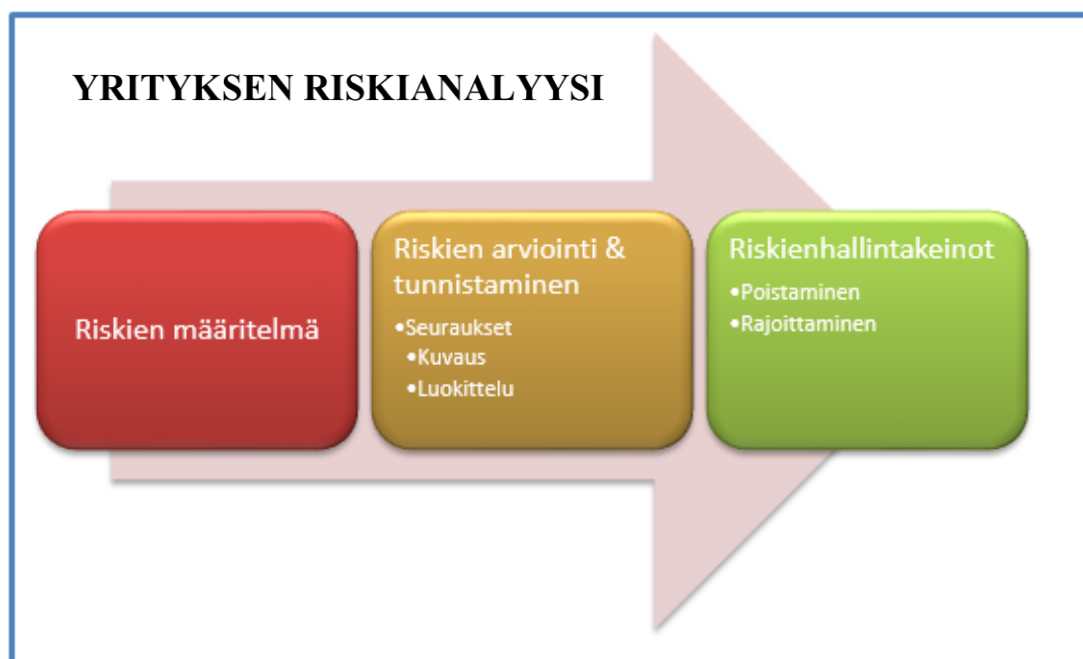 YRITYKSEN RISKIANALYYSI
Riskien määritelmä
Riskien arviointi &
tunnistaminen
•Seuraukset
•Kuvaus
•Luokittelu
Riskienhallintakeinot
•Poistaminen
•Rajoittaminen